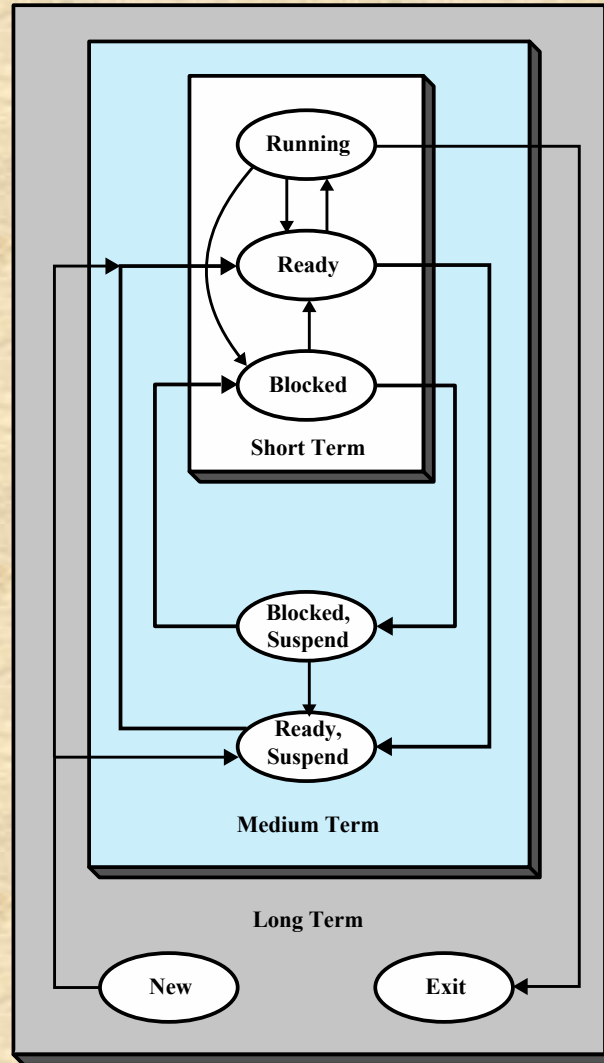 Running
Ready
Blocked
Short Term
Blocked,
Suspend
Ready,
Suspend
Medium Term
Long Term
New
Exit